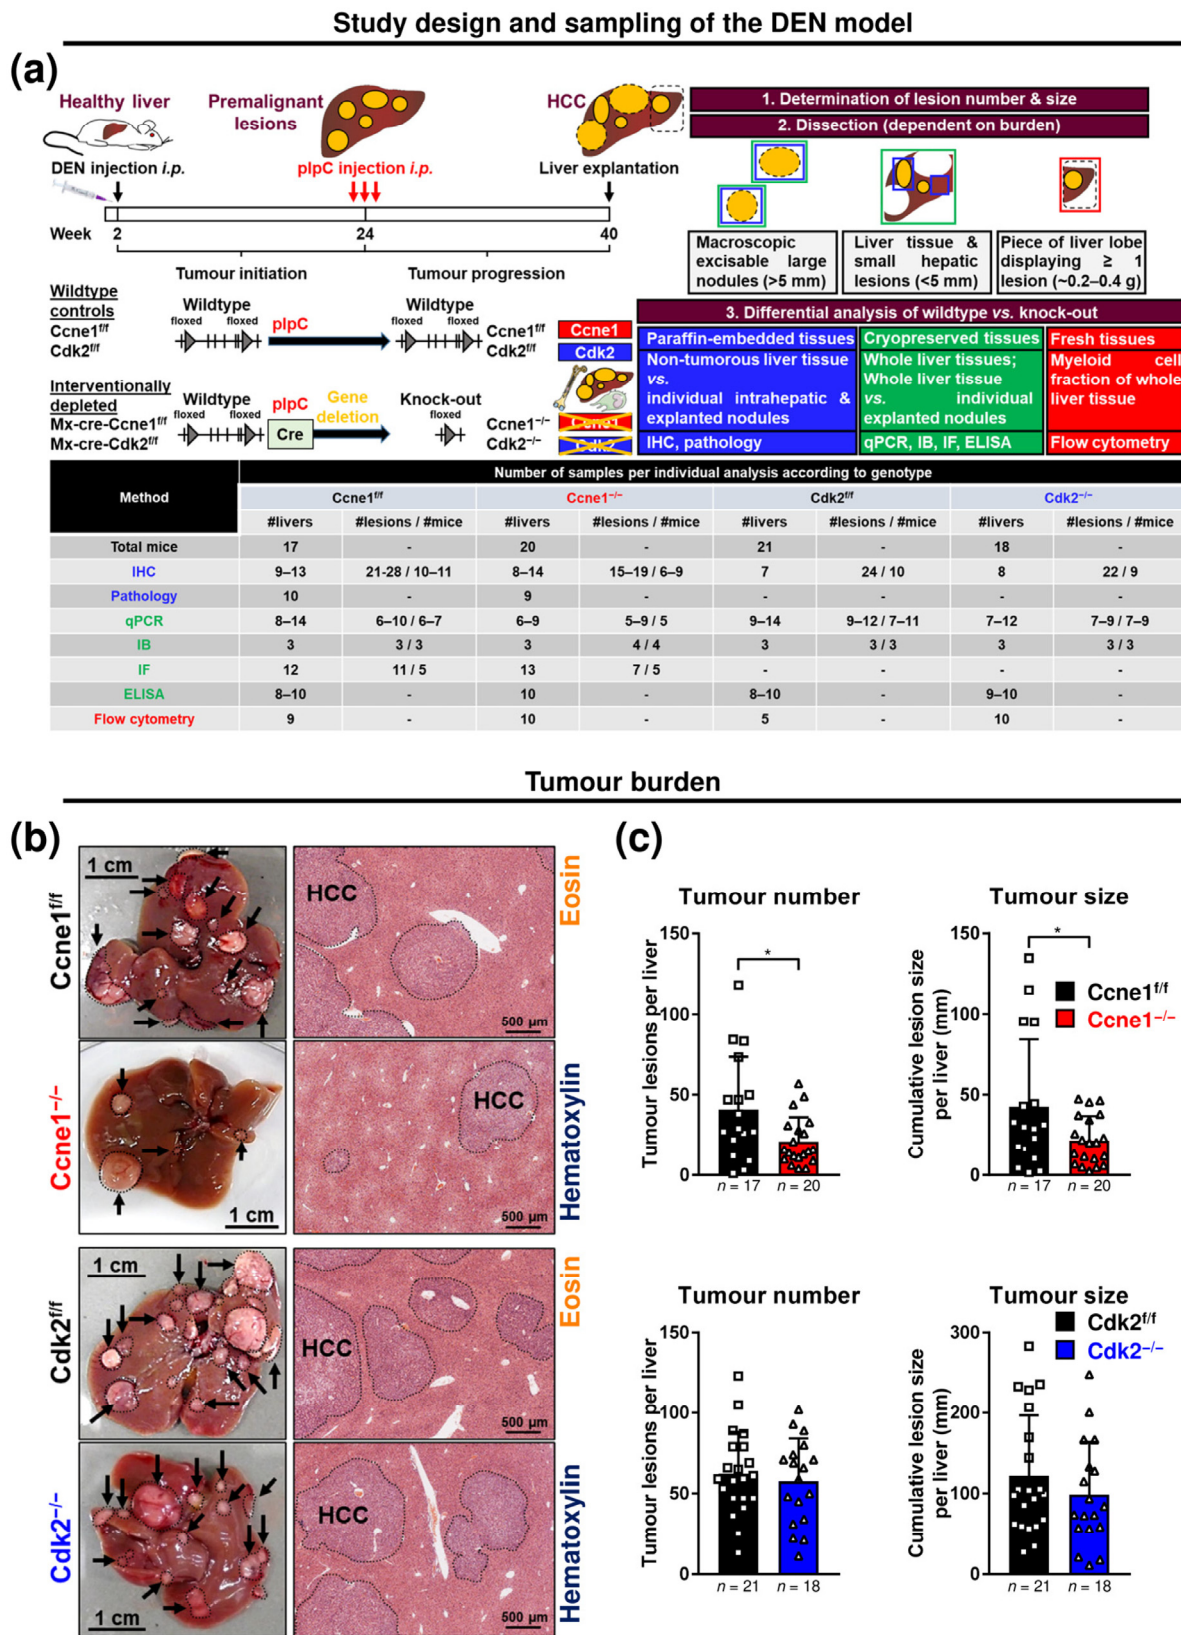 Study design and sampling of the DEN model
(a)
Healthy liver
Premalignant
lesions
HCC
DEN injection i.p.
pIpC injection i.p.
Liver explantation
Week
2
24
40
Tumour initiation
Tumour progression
1. Determination of lesion number & size
2. Dissection (dependent on burden)
Macroscopic
excisable large
nodules (>5 mm)
Liver tissue &
small hepatic
lesions (<5 mm)
Piece of liver lobe
displaying ≥ 1
lesion (~0.2–0.4 g)
Wildtype
controls
Ccne1f/f
Cdk2f/f
Wildtype
floxed floxed
pIpC
Wildtype
floxed floxed
Ccne1f/f
Cdk2f/f
Interventionally
depleted
Mx-cre-Ccne1f/f
Mx-cre-Cdk2f/f
Wildtype
floxed floxed
pIpC
Cre
Gene
deletion
Knock-out
floxed
Ccne1−/−
Cdk2−/−
Ccne1
Cdk2
Ccne1
Cdk2
3. Differential analysis of wildtype vs. knock-out
Paraffin-embedded tissues
Non-tumorous liver tissue
vs.
individual intrahepatic &
explanted nodules
IHC, pathology
Cryopreserved tissues
Whole liver tissues;
Whole liver tissue
vs. individual
explanted nodules
qPCR, IB, IF, ELISA
Fresh tissues
Myeloid cell
fraction of whole
liver tissue
Flow cytometry
Number of samples per individual analysis according to genotype
Method
Ccne1f/f Ccne1−/− Cdk2f/f Cdk2−/−
#livers #lesions / #mice #livers #lesions / #mice #livers #lesions / #mice #livers #lesions / #mice
Total mice 17 - 20 - 21 - 18 -
IHC 9–13 21-28 / 10–11 8–14 15–19 / 6–9 7 24 / 10 8 22 / 9
Pathology 10 - 9 - - - - -
qPCR 8–14 6–10 / 6–7 6–9 5–9 / 5 9–14 9–12 / 7–11 7–12 7–9 / 7–9
IB 3 3 / 3 3 4 / 4 3 3 / 3 3 3 / 3
IF 12 11 / 5 13 7 / 5 - - - -
ELISA 8–10 - 10 - 8–10 - 9–10 -
Flow cytometry 9 - 10 - 5 - 10 -
Tumour burden
(b)
Ccne1f/f
1 cm
HCC
500 µm
Eosin
Ccne1−/−
1 cm
HCC
500 µm
Hematoxylin
Cdk2f/f
1 cm
HCC
500 µm
Eosin
Cdk2−/−
1 cm
HCC
500 µm
Hematoxylin
(c)
Tumour number
Tumour lesions per liver
150
100
50
0
*
n = 17 n = 20
Tumour size
Cumulative lesion size
per liver (mm)
150
100
50
0
*
Ccne1f/f
Ccne1−/−
n = 17 n = 20
Tumour number
Tumour lesions per liver
150
100
50
0
n = 21 n = 18
Tumour size
Cumulative lesion size
per liver (mm)
300
200
100
0
Cdk2f/f
Cdk2−/−
n = 21 n = 18